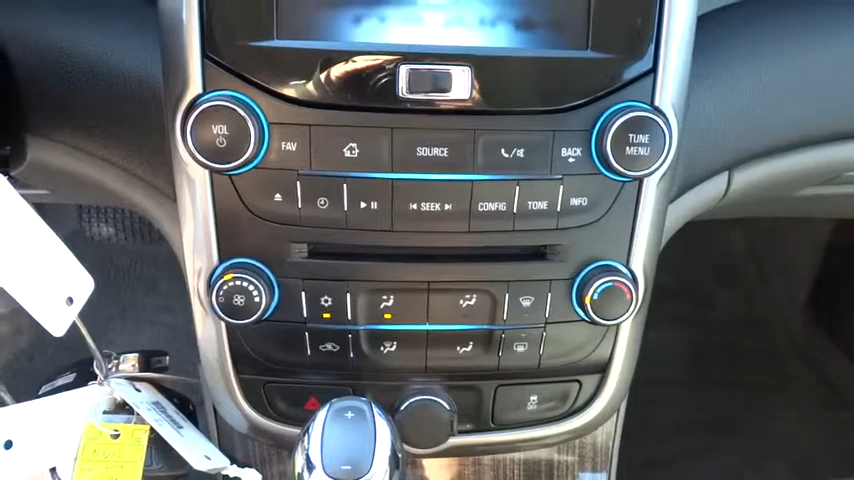 VOL
FAV
SOURCE
BACK
TUNE
MENU
SEEK
CONFIG
TONE
INFO